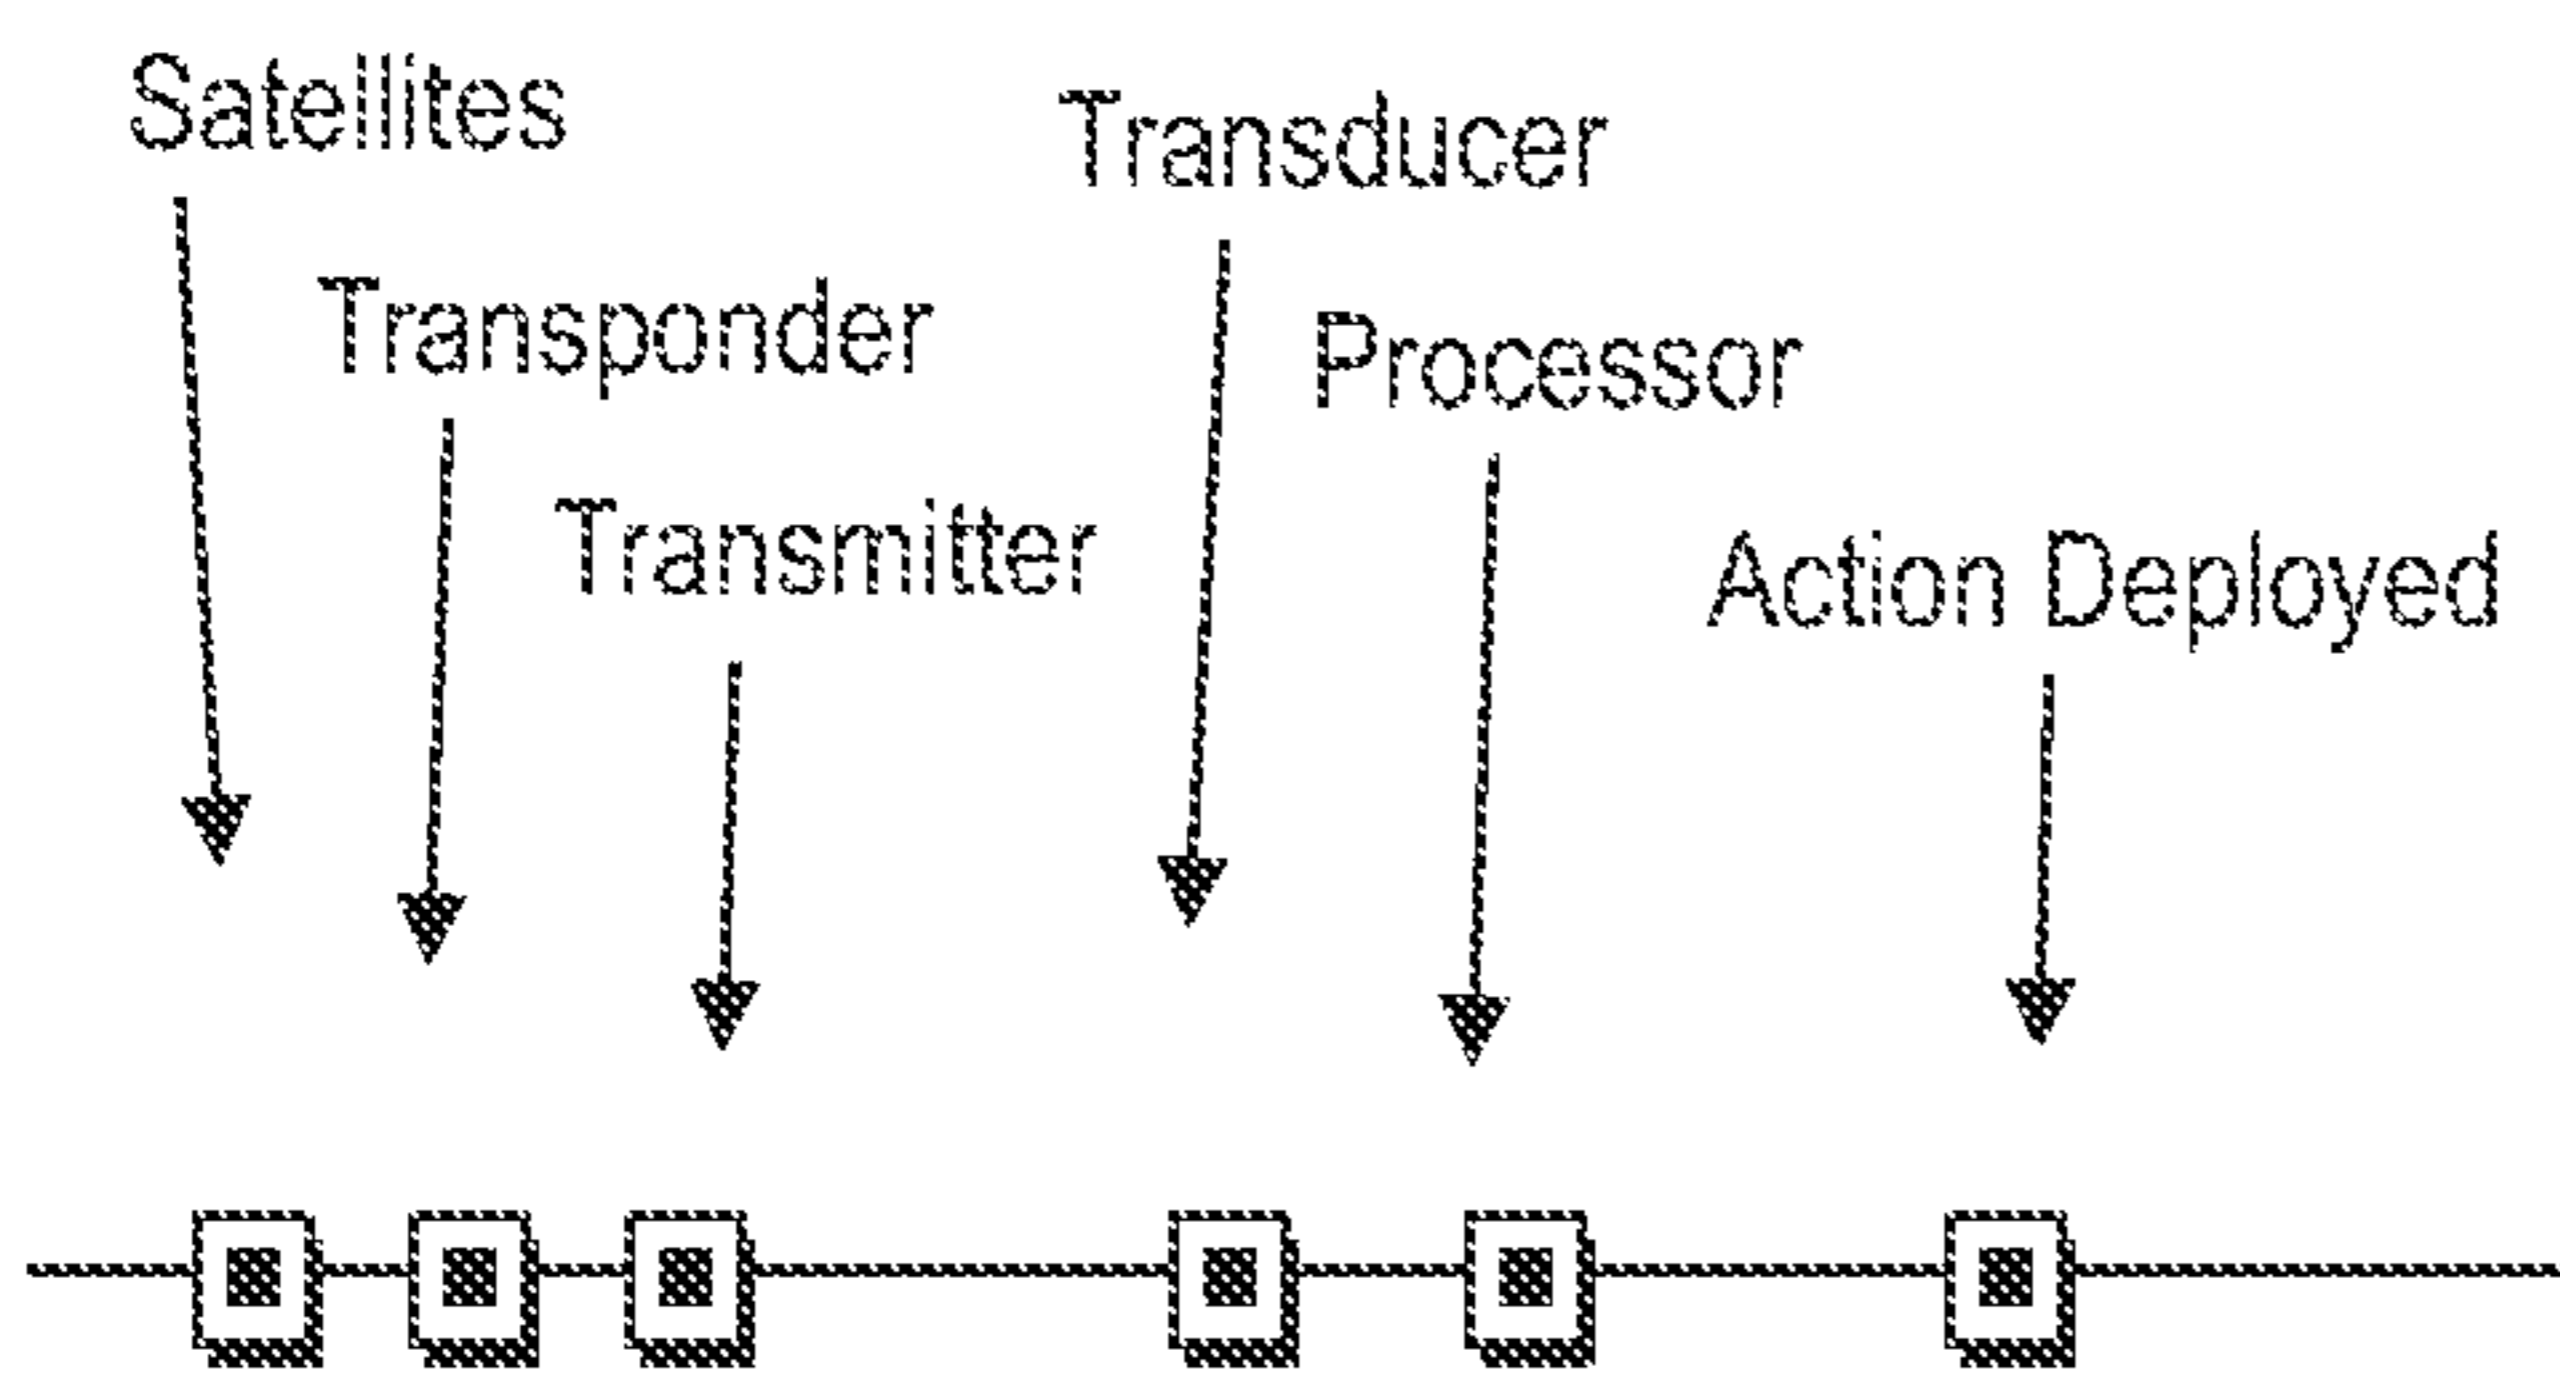 Satellites
Transducer
Transponder
Processor
Transmitter
Action Deployed